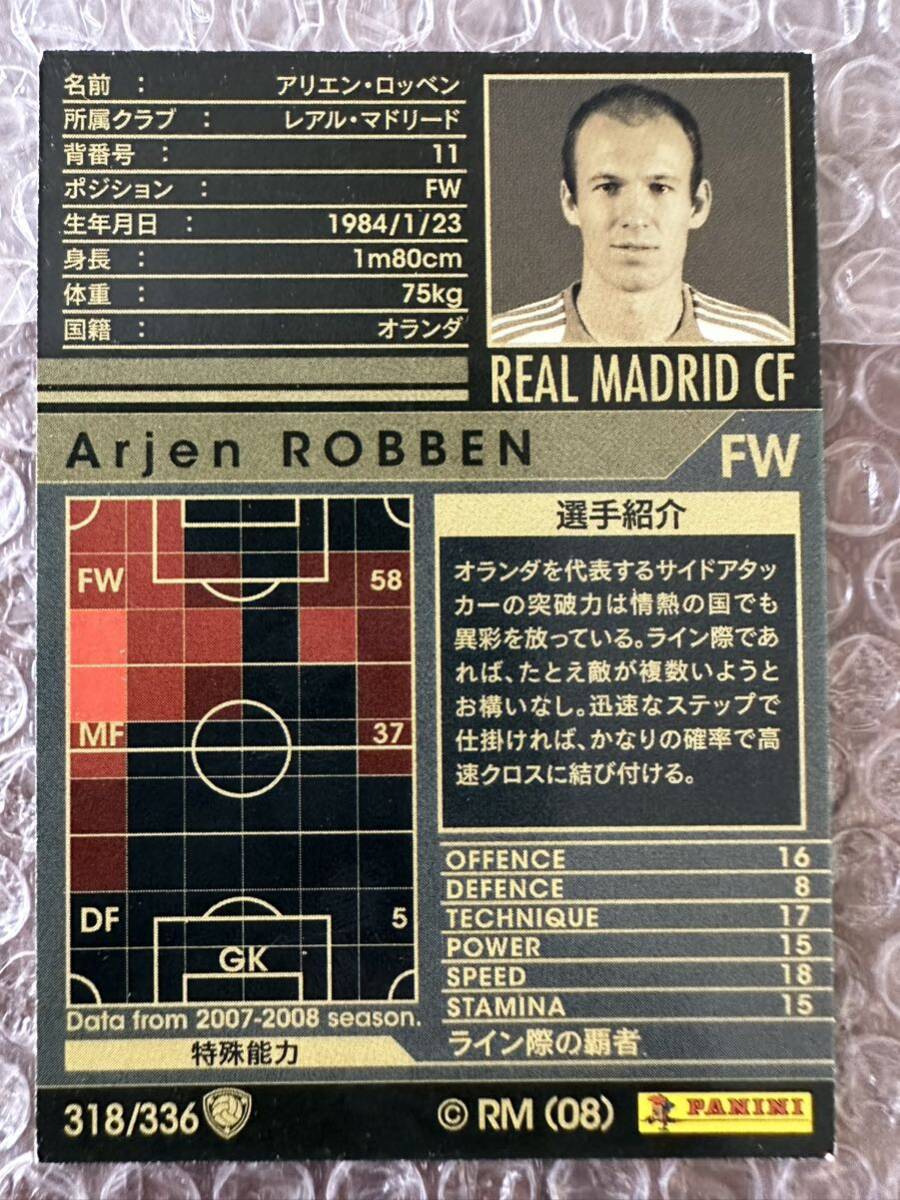 名前 : アリエン・ロッベン
所属クラブ : レアル・マドリード
背番号 : 11
ポジション : FW
生年月日 : 1984/1/23
身長 : 1m80cm
体重 : 75kg
国籍 : オランダ
REAL MADRID CF
Arjen ROBBEN
FW
FW 58
MF 37
DF 5
GK
Data from 2007-2008 season.
選手紹介
オランダを代表するサイドアタッ
カーの突破力は情熱の国でも
異彩を放っている。ライン際であ
れば、たとえ敵が複数いようと
お構いなし。迅速なステップで
仕掛ければ、かなりの確率で高
速クロスに結び付ける。
OFFENCE 16
DEFENCE 8
TECHNIQUE 17
POWER 15
SPEED 18
STAMINA 15
特殊能力 ライン際の覇者
318/336
© RM (08)
PANINI